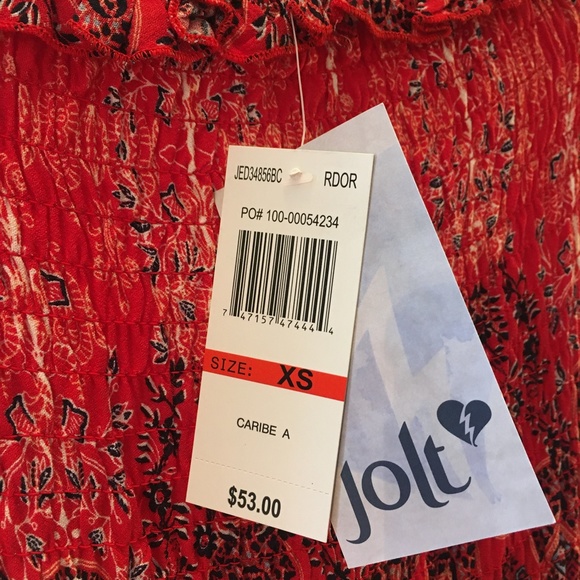 JED34856BC RDOR
PO# 100-00054234
7 47157 47444 4
SIZE: XS
CARIBE A
$53.00
Jolt